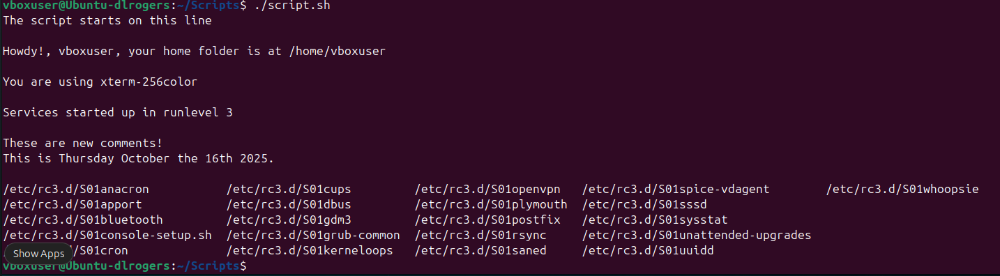 vboxuser@Ubuntu-dlrogers:~/Scripts$ ./script.sh
The script starts on this line
Howdy!, vboxuser, your home folder is at /home/vboxuser
You are using xterm-256color
Services started up in runlevel 3
These are new comments!
This is Thursday October the 16th 2025.
/etc/rc3.d/S01anacron /etc/rc3.d/S01cups /etc/rc3.d/S01openvpn /etc/rc3.d/S01spice-vdagent /etc/rc3.d/S01whoopsie
/etc/rc3.d/S01apport /etc/rc3.d/S01dbus /etc/rc3.d/S01plymouth /etc/rc3.d/S01sssd
/etc/rc3.d/S01bluetooth /etc/rc3.d/S01gdm3 /etc/rc3.d/S01postfix /etc/rc3.d/S01sysstat
/etc/rc3.d/S01console-setup.sh /etc/rc3.d/S01grub-common /etc/rc3.d/S01rsync /etc/rc3.d/S01unattended-upgrades
Show Apps /S01cron /etc/rc3.d/S01kerneloops /etc/rc3.d/S01saned /etc/rc3.d/S01uuidd
vboxuser@Ubuntu-dlrogers:~/Scripts$